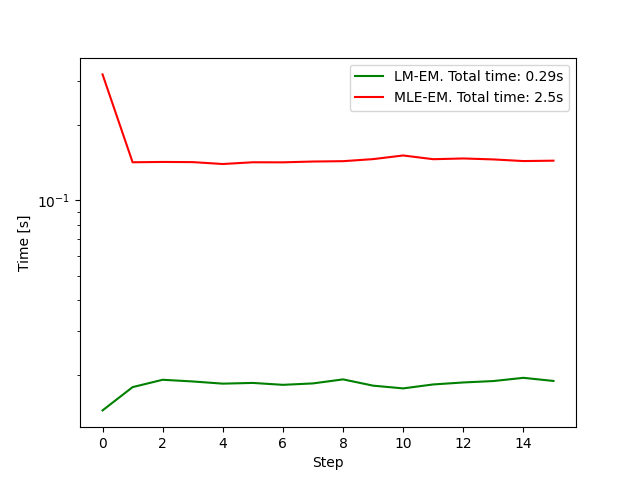 LM-EM. Total time: 0.29s
MLE-EM. Total time: 2.5s
10⁻¹
Time [s]
0 2 4 6 8 10 12 14
Step